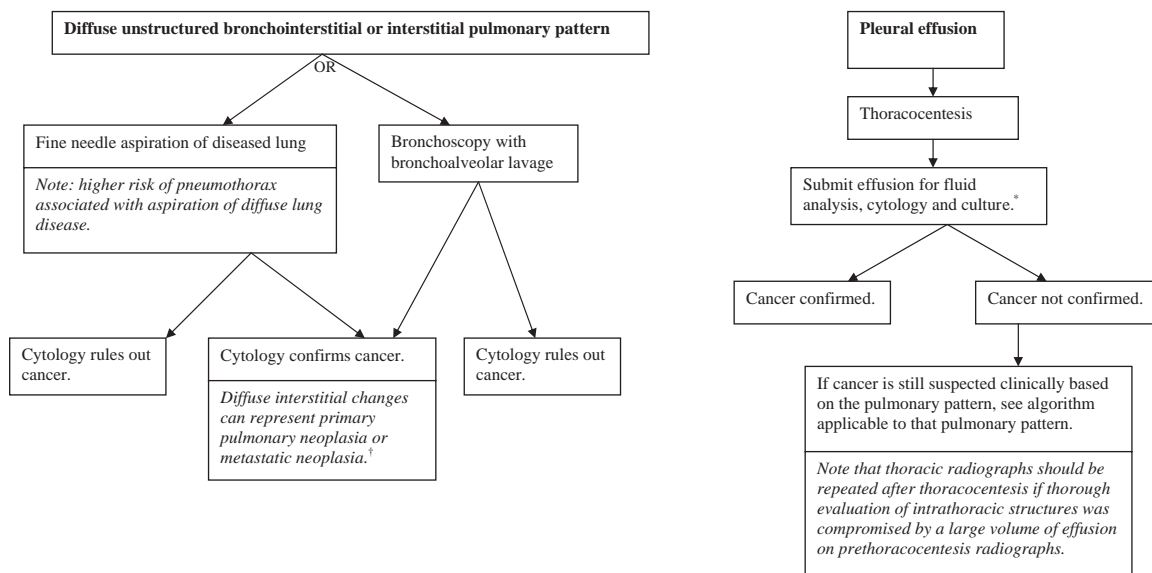 Diffuse unstructured bronchointerstitial or interstitial pulmonary pattern
OR
Fine needle aspiration of diseased lung
Note: higher risk of pneumothorax
associated with aspiration of diffuse lung
disease.
Bronchoscopy with
bronchoalveolar lavage
Cytology rules out
cancer.
Cytology confirms cancer.
Diffuse interstitial changes
can represent primary
pulmonary neoplasia or
metastatic neoplasia.†
Cytology rules out
cancer.
Pleural effusion
Thoracocentesis
Submit effusion for fluid
analysis, cytology and culture.*
Cancer confirmed.
Cancer not confirmed.
If cancer is still suspected clinically based
on the pulmonary pattern, see algorithm
applicable to that pulmonary pattern.
Note that thoracic radiographs should be
repeated after thoracocentesis if thorough
evaluation of intrathoracic structures was
compromised by a large volume of effusion
on prethoracocentesis radiographs.